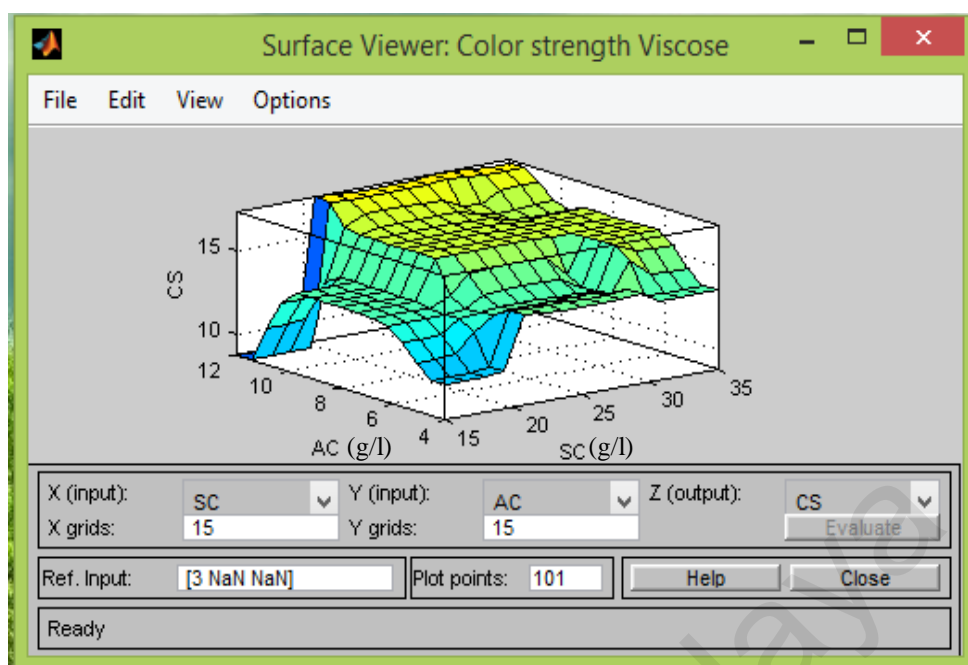 Surface Viewer: Color strength Viscose
File Edit View Options
15
10
CS
12 10 8 6 4
AC (g/l)
15 20 25 30 35
SC (g/l)
X (input): SC Y (input): AC Z (output): CS
X grids: 15 Y grids: 15 Evaluate
Ref. Input: [3 NaN NaN] Plot points: 101 Help Close
Ready